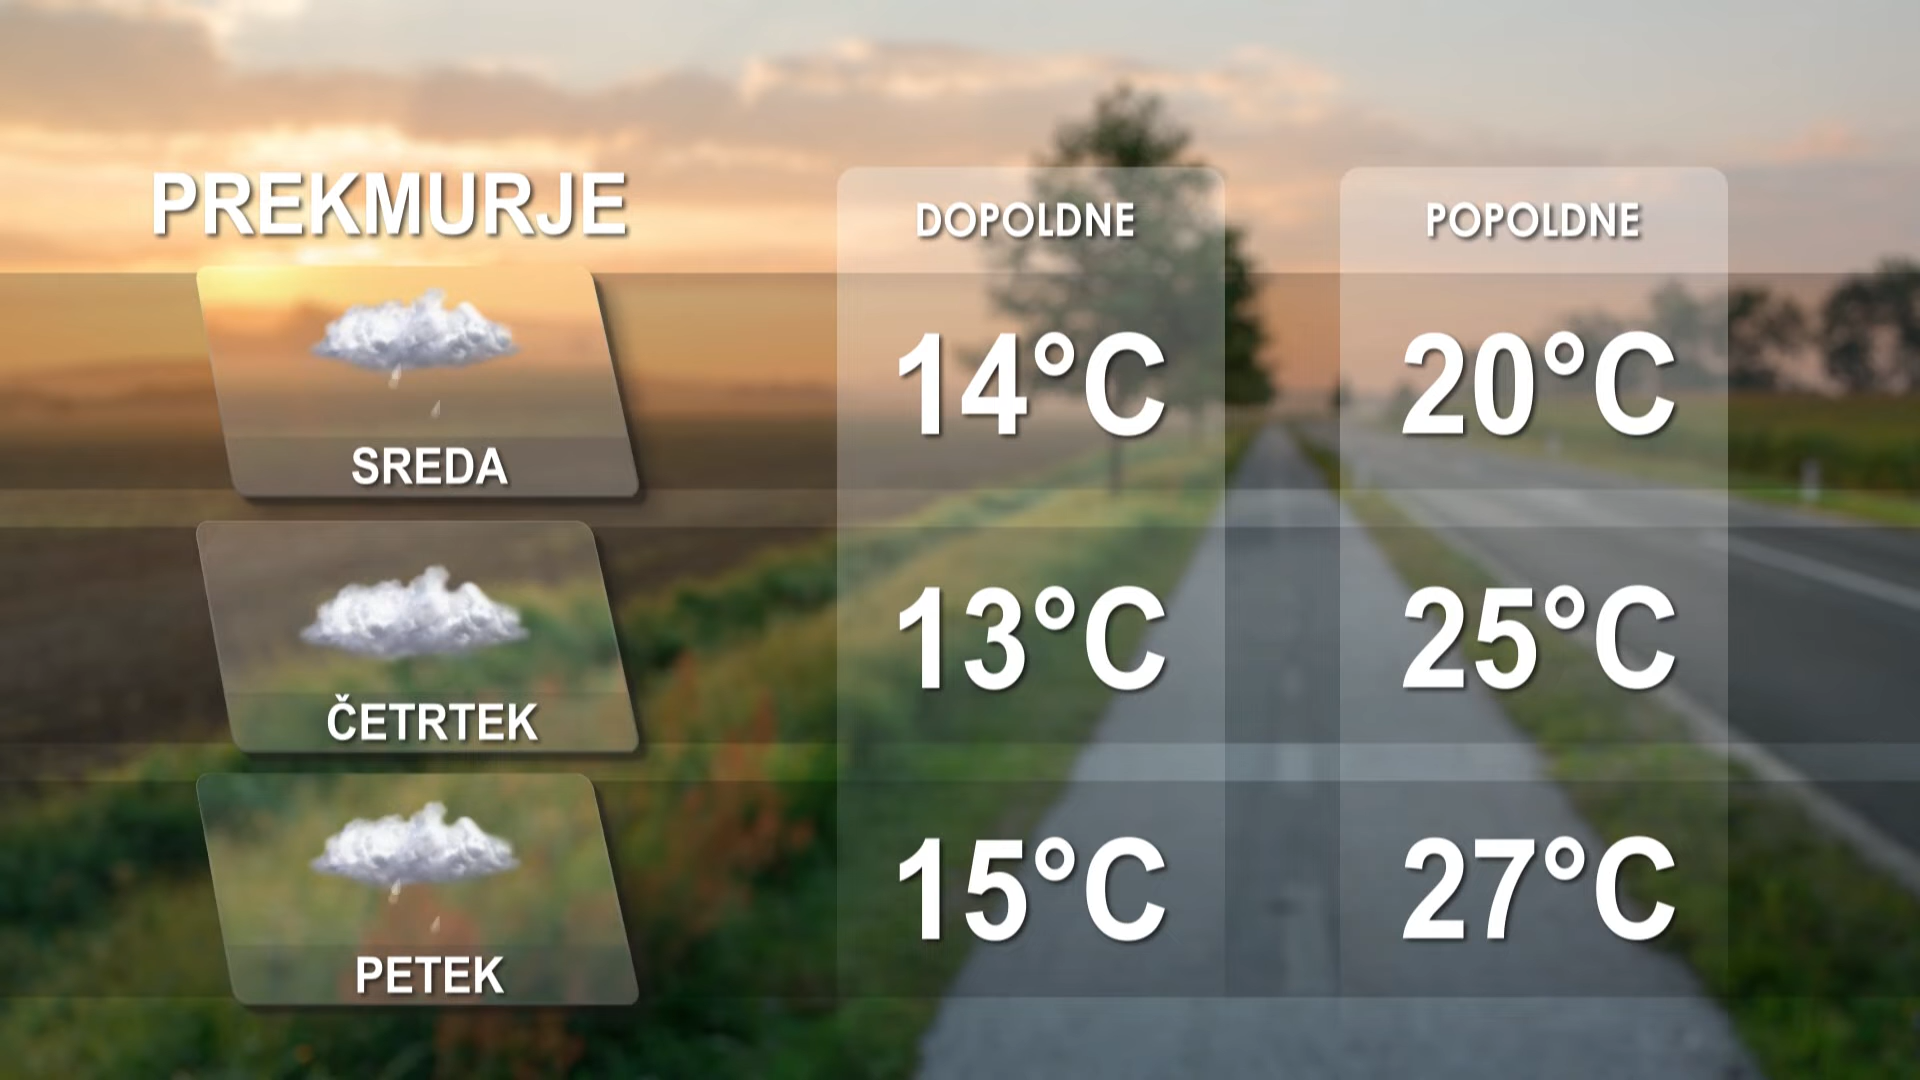 PREKMURJE
DOPOLDNE
POPOLDNE
SREDA
14°C
20°C
ČETRTEK
13°C
25°C
PETEK
15°C
27°C